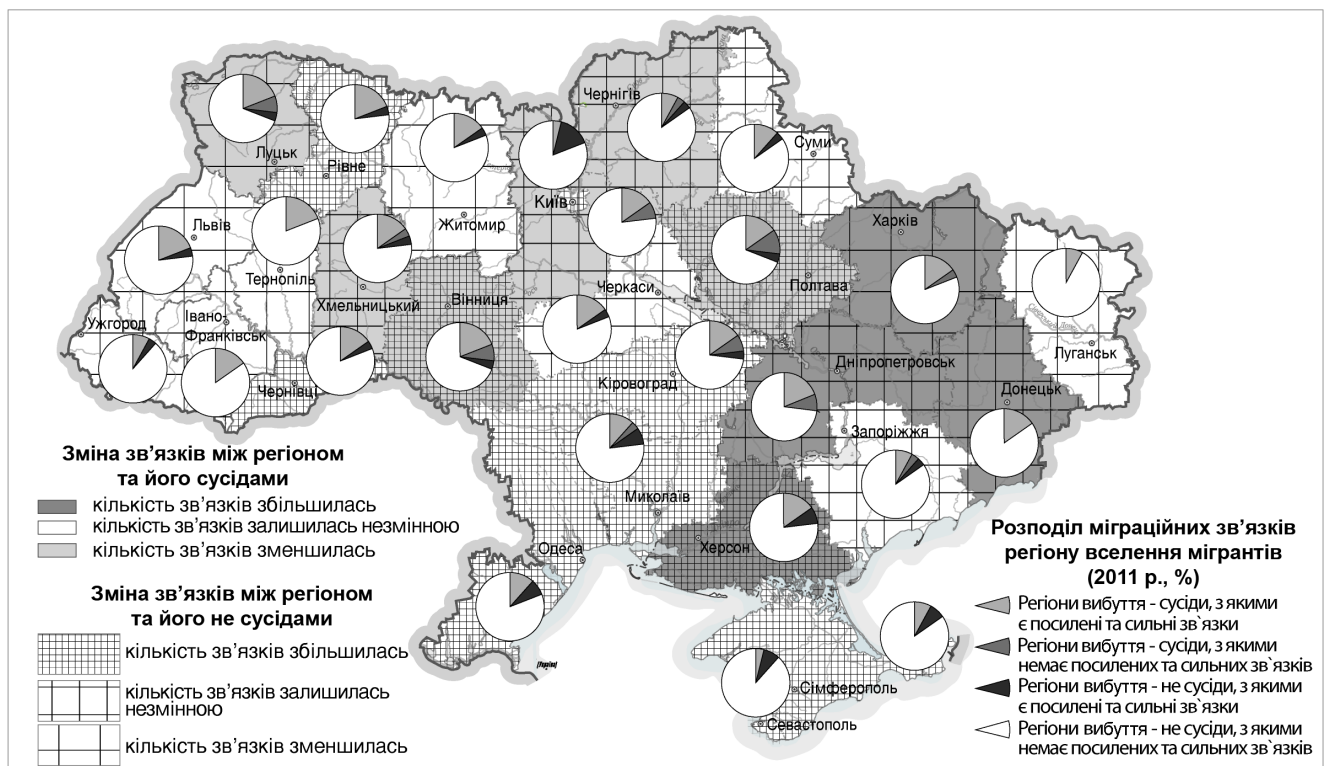 Чернігів
Суми
Луцьк
Рівне
Київ
Житомир
Львів
Харків
Тернопіль
Хмельницький
Вінниця
Черкаси
Полтава
Ужгород
Івано-
Франківськ
Луганськ
Дніпропетровськ
Чернівці
Кіровоград
Донецьк
Запоріжжя
Миколаїв
Одеса
Херсон
Сімферополь
Севастополь
Зміна зв’язків між регіоном
та його сусідами
кількість зв’язків збільшилась
кількість зв’язків залишилась незмінною
кількість зв’язків зменшилась
Зміна зв’язків між регіоном
та його не сусідами
кількість зв’язків збільшилась
кількість зв’язків залишилась
незмінною
кількість зв’язків зменшилась
Розподіл міграційних зв’язків
регіону вселення мігрантів
(2011 р., %)
Регіони вибуття - сусіди, з якими
є посилені та сильні зв`язки
Регіони вибуття - сусіди, з якими
немає посилених та сильних зв`язків
Регіони вибуття - не сусіди, з якими
є посилені та сильні зв`язки
Регіони вибуття - не сусіди, з якими
немає посилених та сильних зв`язків